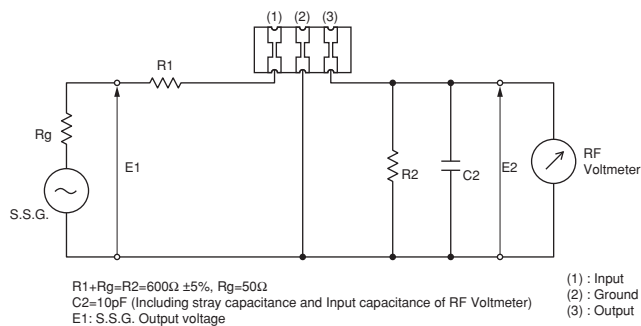 (1) (2) (3)
R1
Rg
E1
S.S.G.
R2
C2
E2
RF
Voltmeter
R1+Rg=R2=600Ω ±5%, Rg=50Ω
C2=10pF (Including stray capacitance and Input capacitance of RF Voltmeter)
E1: S.S.G. Output voltage
(1) : Input
(2) : Ground
(3) : Output